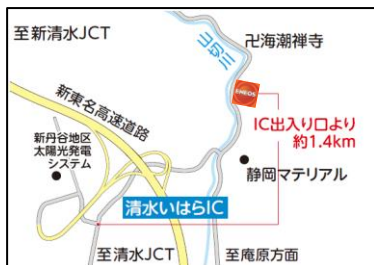 至新清水JCT
山切川
卍海潮禅寺
ENEOS
新東名高速道路
IC出入り口より
約1.4km
新丹谷地区
太陽光発電
システム
静岡マテリアル
清水いはらIC
至清水JCT
至庵原方面